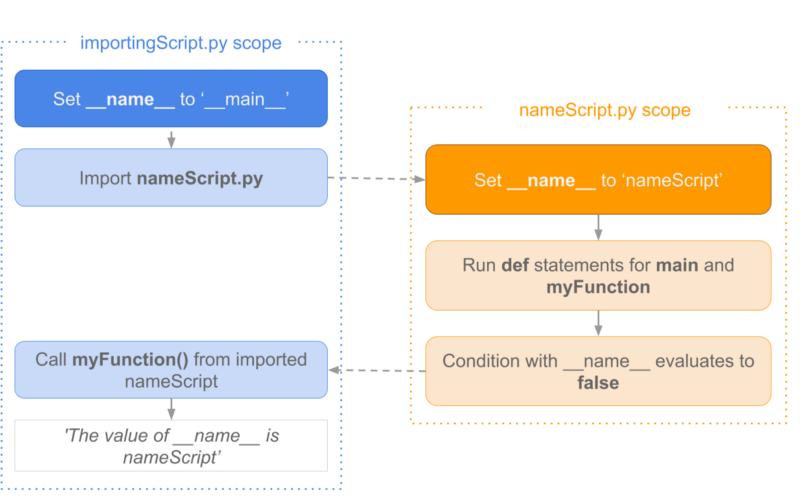 importingScript.py scope
Set __name__ to ‘__main__’
Import nameScript.py
Call myFunction() from imported
nameScript
'The value of __name__ is
nameScript’
nameScript.py scope
Set __name__ to ‘nameScript’
Run def statements for main and
myFunction
Condition with __name__ evaluates to
false